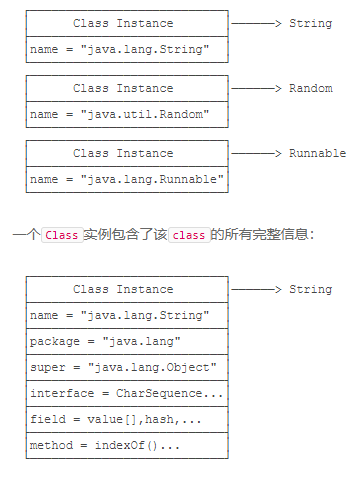 Class Instance ──────> String
name = "java.lang.String"
Class Instance ──────> Random
name = "java.util.Random"
Class Instance ──────> Runnable
name = "java.lang.Runnable"
一个Class实例包含了该class的所有完整信息：
Class Instance ──────> String
name = "java.lang.String"
package = "java.lang"
super = "java.lang.Object"
interface = CharSequence...
field = value[],hash,...
method = indexOf()...